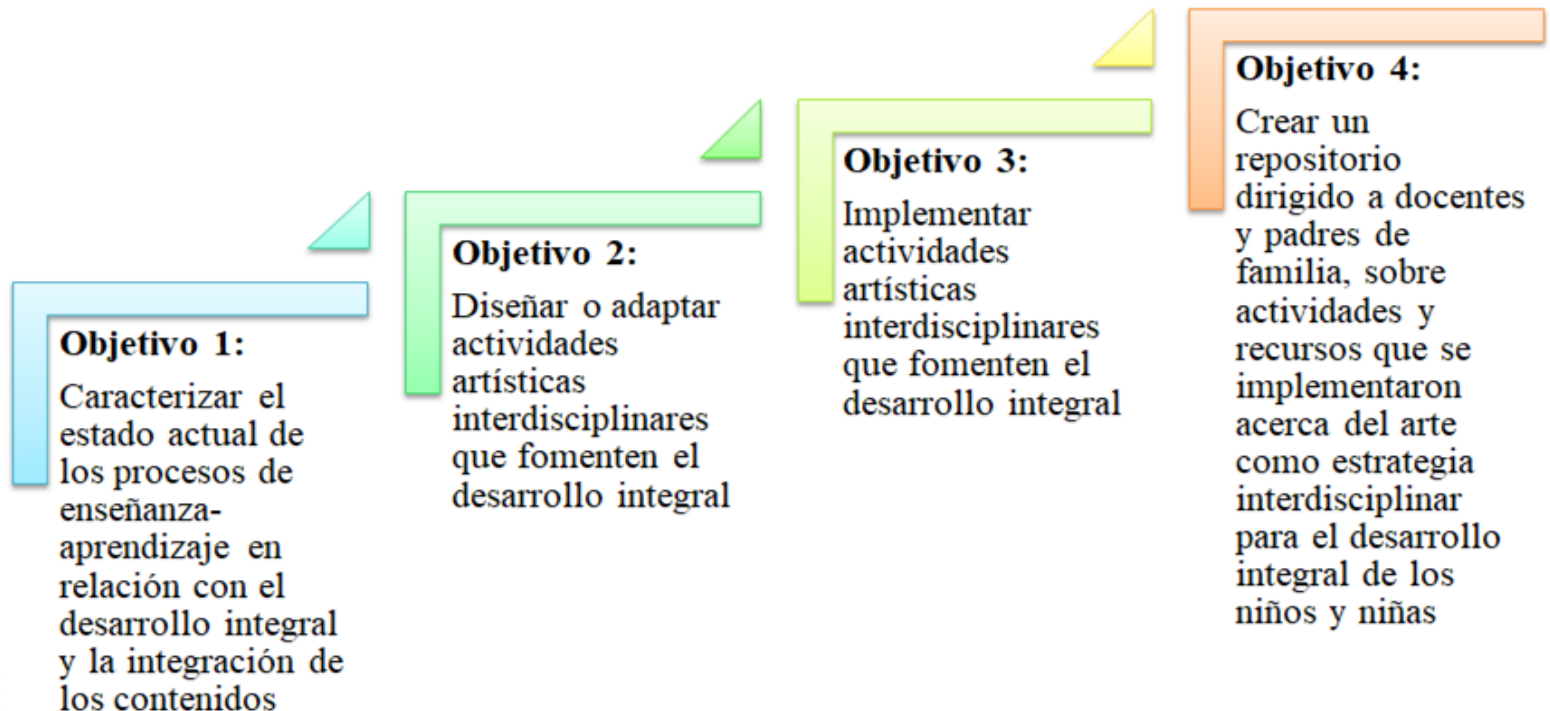 Objetivo 1:
Caracterizar el
estado actual de
los procesos de
enseñanza-
aprendizaje en
relación con el
desarrollo integral
y la integración de
los contenidos
Objetivo 2:
Diseñar o adaptar
actividades
artísticas
interdisciplinares
que fomenten el
desarrollo integral
Objetivo 3:
Implementar
actividades
artísticas
interdisciplinares
que fomenten el
desarrollo integral
Objetivo 4:
Crear un
repositorio
dirigido a docentes
y padres de
familia, sobre
actividades y
recursos que se
implementaron
acerca del arte
como estrategia
interdisciplinar
para el desarrollo
integral de los
niños y niñas